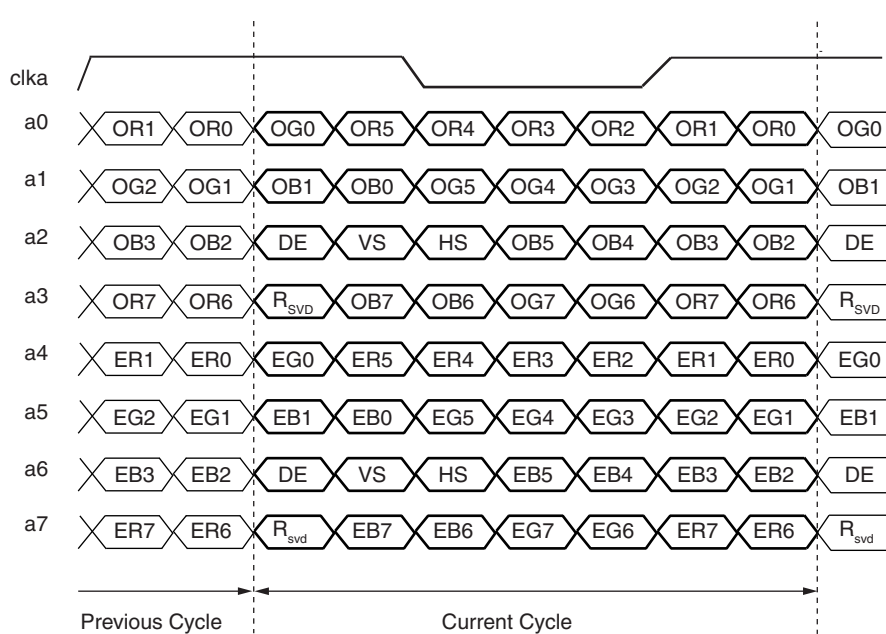 clka
a0 OR1 OR0 OG0 OR5 OR4 OR3 OR2 OR1 OR0 OG0
a1 OG2 OG1 OB1 OB0 OG5 OG4 OG3 OG2 OG1 OB1
a2 OB3 OB2 DE VS HS OB5 OB4 OB3 OB2 DE
a3 OR7 OR6 RSVD OB7 OB6 OG7 OG6 OR7 OR6 RSVD
a4 ER1 ER0 EG0 ER5 ER4 ER3 ER2 ER1 ER0 EG0
a5 EG2 EG1 EB1 EB0 EG5 EG4 EG3 EG2 EG1 EB1
a6 EB3 EB2 DE VS HS EB5 EB4 EB3 EB2 DE
a7 ER7 ER6 Rsvd EB7 EB6 EG7 EG6 ER7 ER6 Rsvd
Previous Cycle Current Cycle